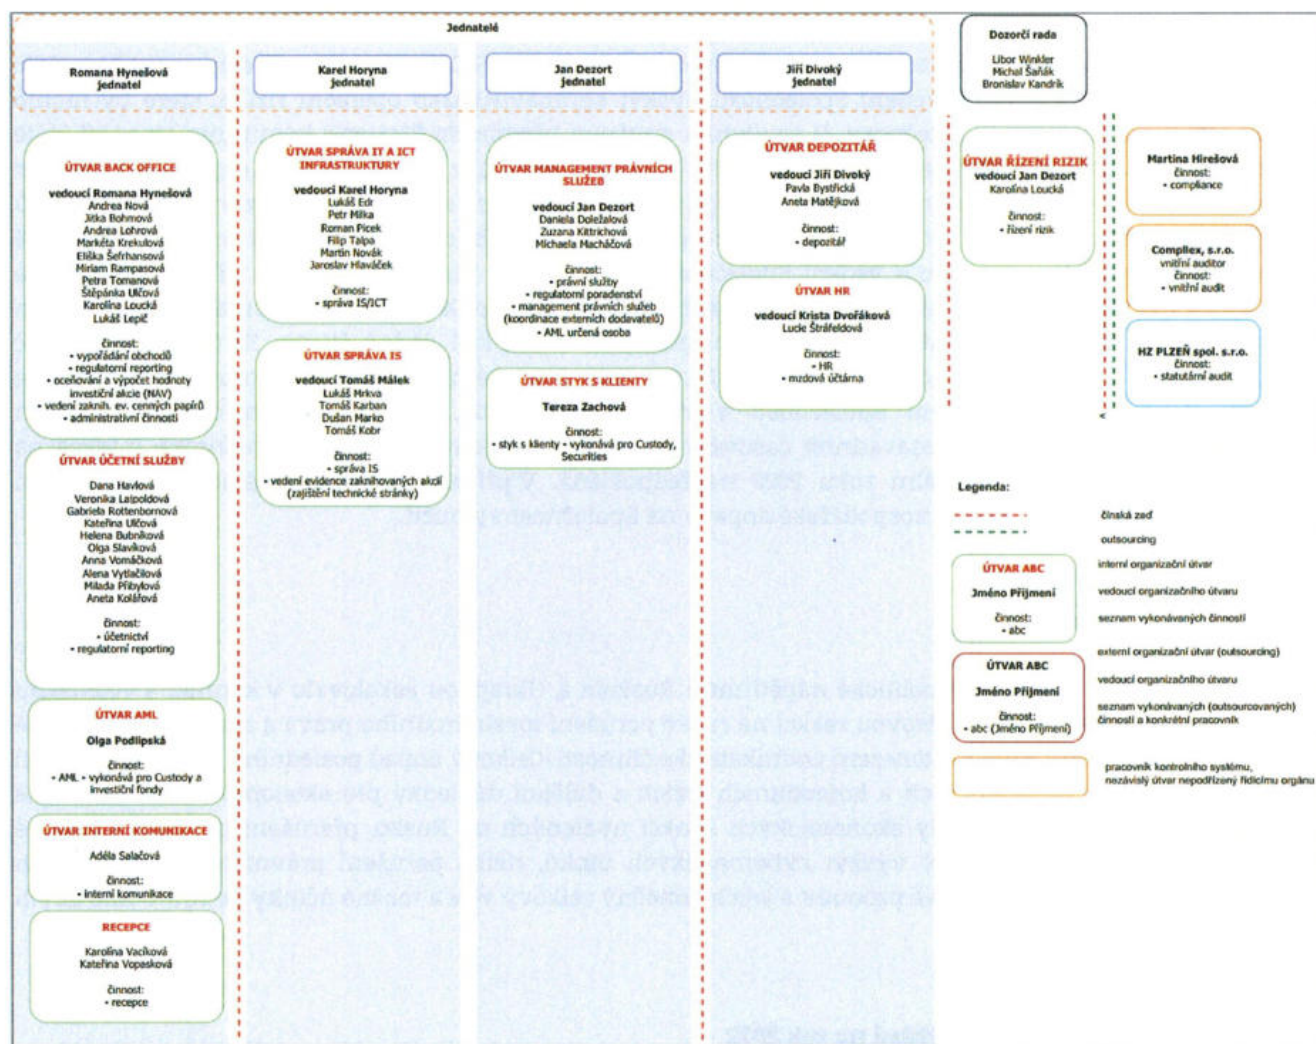 Jednatelé
Romana Hynešová
jednatel
Karel Horyna
jednatel
Jan Dezort
jednatel
Jiří Divoký
jednatel
Dozorčí rada
Libor Winkler
Michal Šaňák
Bronislav Kandrík
ÚTVAR BACK OFFICE
vedoucí Romana Hynešová
Andrea Nová
Jitka Bohmová
Andrea Lohrová
Markéta Krekulová
Eliška Šefrhansová
Miriam Rampasová
Petra Tomanová
Štěpánka Ulčová
Karolína Loucká
Lukáš Lepič
činnost:
• vypořádání obchodů
• regulatorní reporting
• oceňování a výpočet hodnoty
investiční akcie (NAV)
• vedení zaknih. ev. cenných papírů
• administrativní činnosti
ÚTVAR ÚČETNÍ SLUŽBY
Dana Havlová
Veronika Lajpoldová
Gabriela Rottenbornová
Kateřina Ulčová
Helena Bubníková
Olga Slavíková
Anna Vomáčková
Alena Vytlačilová
Milada Přibylová
Aneta Kolářová
činnost:
• účetnictví
• regulatorní reporting
ÚTVAR AML
Olga Podlipská
činnost:
• AML • vykonává pro Custody a
Investiční fondy
ÚTVAR INTERNÍ KOMUNIKACE
Adéla Salačová
činnost:
• interní komunikace
RECEPCE
Karolína Vacíková
Kateřina Vopasková
činnost:
• recepce
ÚTVAR SPRÁVA IT A ICT
INFRASTRUKTURY
vedoucí Karel Horyna
Lukáš Edr
Petr Milka
Roman Picek
Filip Talpa
Martin Novák
Jaroslav Hlaváček
činnost:
• správa IS/ICT
ÚTVAR SPRÁVA IS
vedoucí Tomáš Málek
Lukáš Mrkva
Tomáš Karban
Dušan Marko
Tomáš Kobr
činnost:
• správa IS
• vedení evidence zaknihovaných akcií
(zajištění technické stránky)
ÚTVAR MANAGEMENT PRÁVNÍCH
SLUŽEB
vedoucí Jan Dezort
Daniela Doležalová
Zuzana Kittrichová
Michaela Macháčová
činnost:
• právní služby
• regulatorní poradenství
• management právních služeb
(koordinace externích dodavatelů)
• AML určená osoba
ÚTVAR STYK S KLIENTY
Tereza Zachová
činnost:
• styk s klienty • vykonává pro Custody,
Securities
ÚTVAR DEPOZITÁŘ
vedoucí Jiří Divoký
Pavla Bystřická
Aneta Matějková
činnost:
• depozitář
ÚTVAR HR
vedoucí Krista Dvořáková
Lucie Štráfeldová
činnost:
• HR
• mzdová účtárna
ÚTVAR ŘÍZENÍ RIZIK
vedoucí Jan Dezort
Karolína Loucká
činnost:
• řízení rizik
Martina Hirešová
činnost:
• compliance
Compllex, s.r.o.
vnitřní auditor
činnost:
• vnitřní audit
HZ PLZEŇ spol. s.r.o.
činnost:
• statutární audit
Legenda:
čínská zeď
outsourcing
ÚTVAR ABC
Jméno Příjmení
činnost:
• abc
interní organizační útvar
vedoucí organizačního útvaru
seznam vykonávaných činností
ÚTVAR ABC
Jméno Příjmení
činnost:
• abc (Jméno Příjmení)
externí organizační útvar (outsourcing)
vedoucí organizačního útvaru
seznam vykonávaných (outsourcovaných)
činností a konkrétní pracovník
pracovník kontrolního systému,
nezávislý útvar nepodřízený řídícímu orgánu